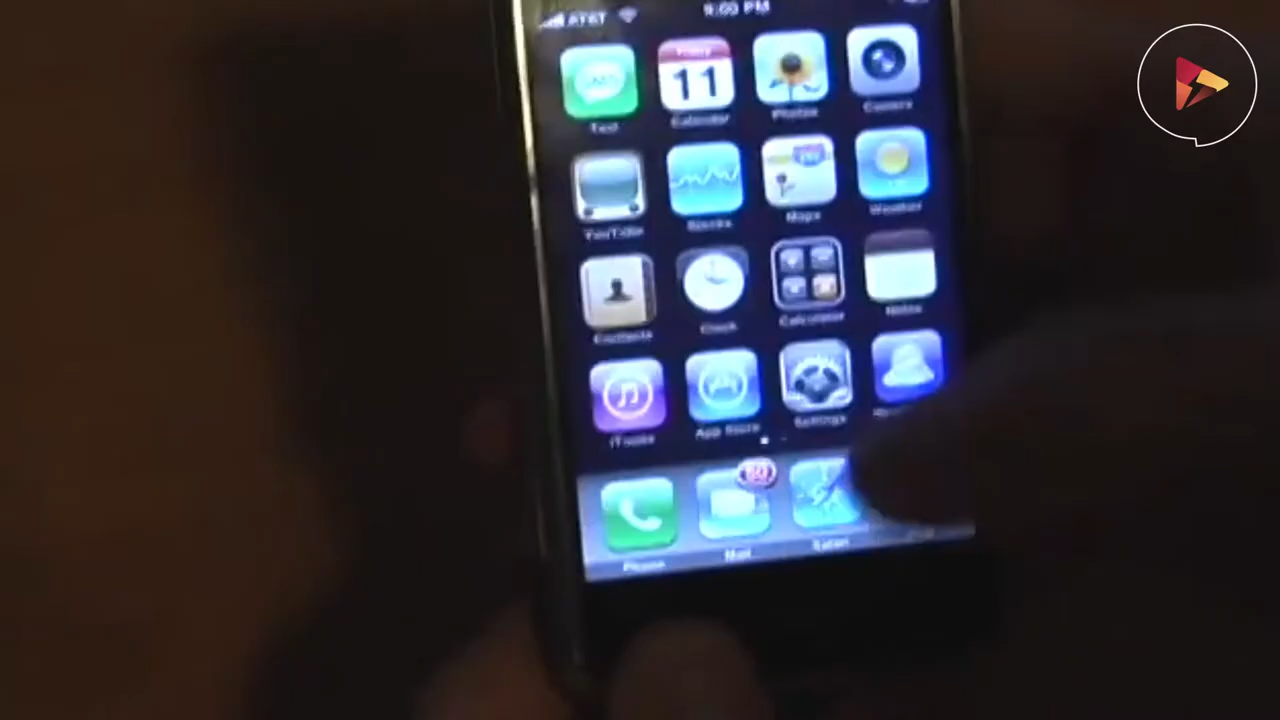 AT&T 9:00 PM
11
Text Calendar Photos Camera
YouTube Stocks Maps Weather
Contacts Clock Calculator Notes
iTunes App Store Settings
50
Phone Mail Safari